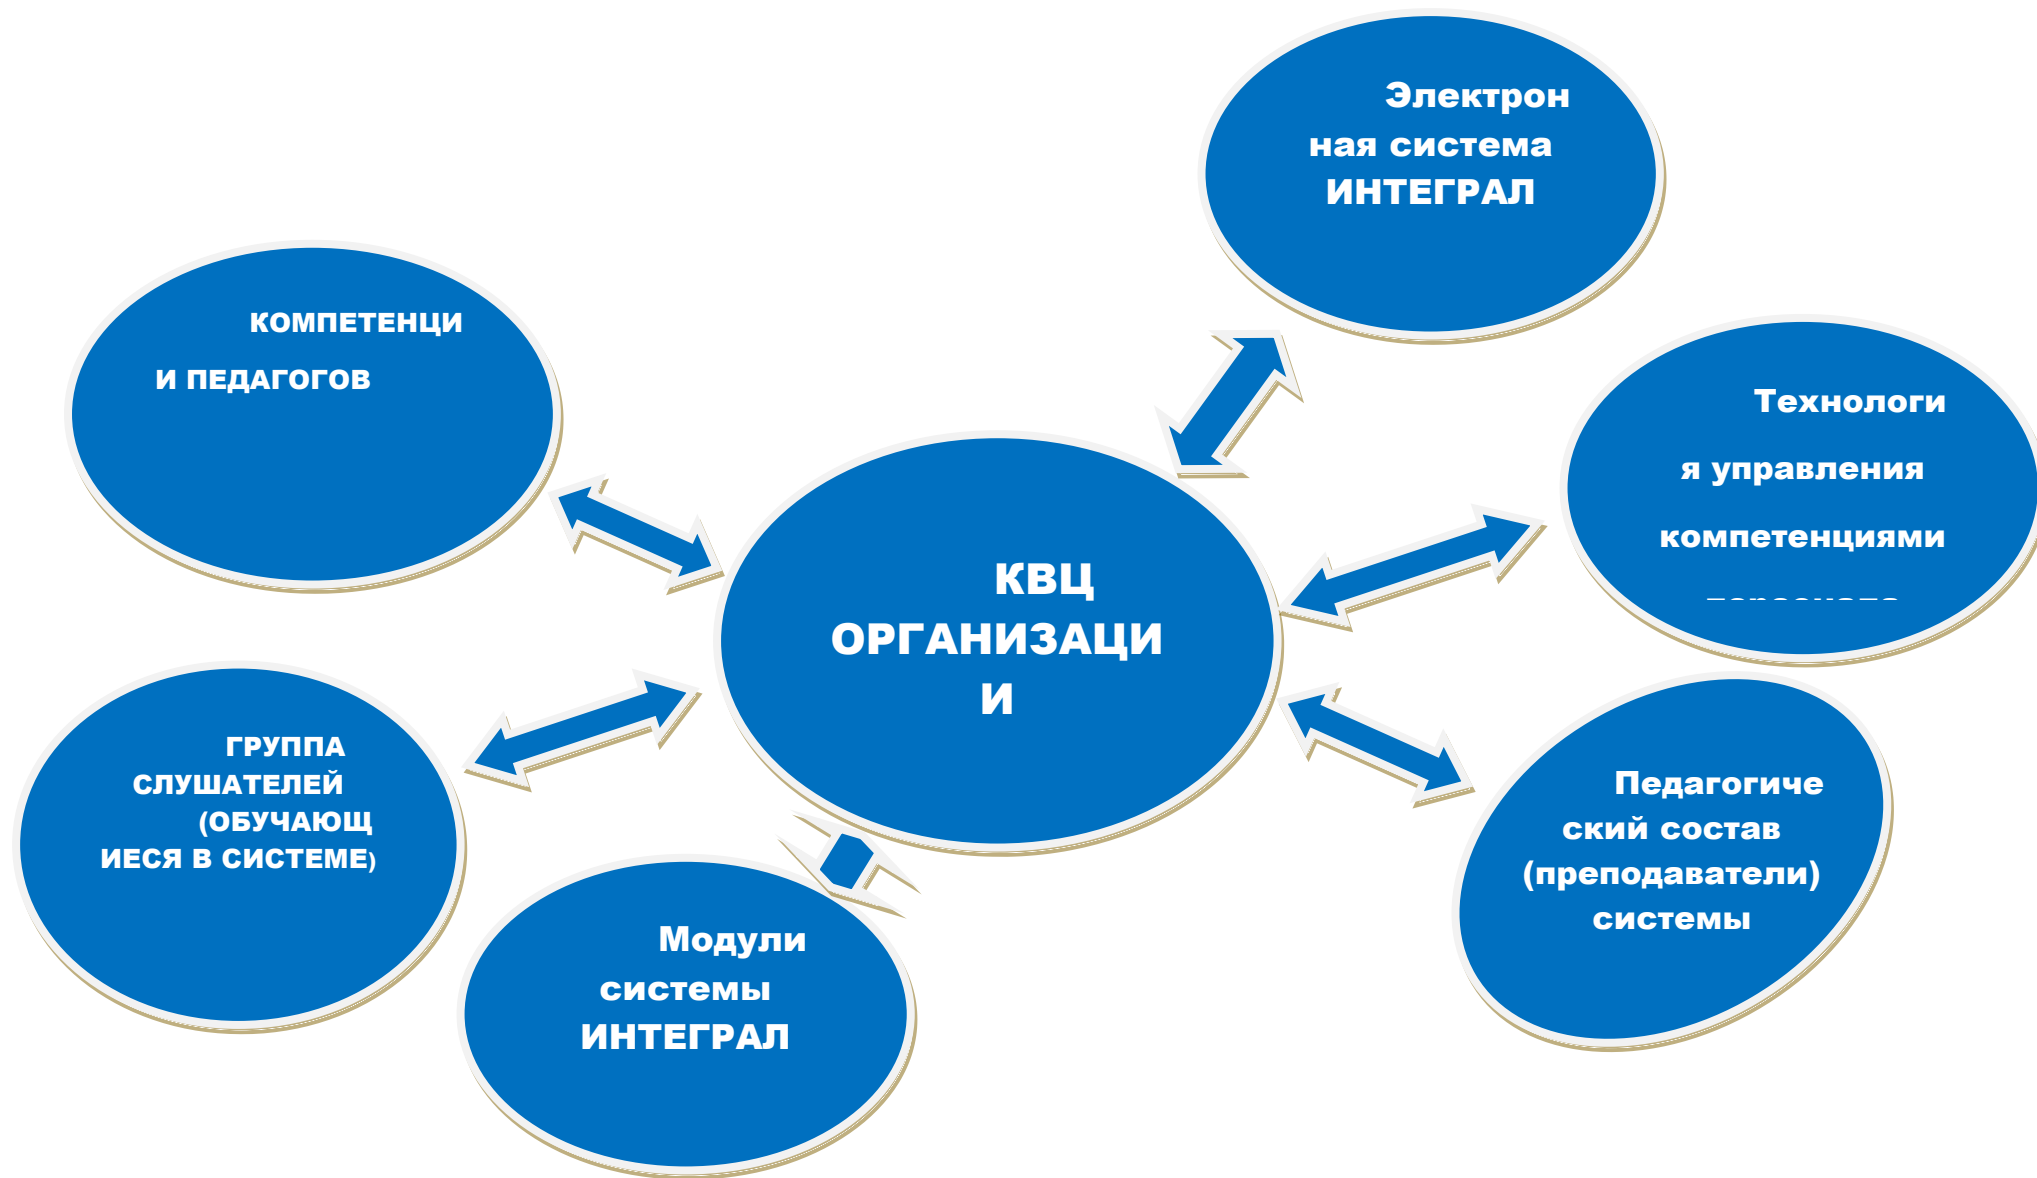 Электрон
ная система
ИНТЕГРАЛ
КОМПЕТЕНЦИ
И ПЕДАГОГОВ
Технологи
я управления
компетенциями
КВЦ
ОРГАНИЗАЦИ
И
ГРУППА
СЛУШАТЕЛЕЙ
(ОБУЧАЮЩ
ИЕСЯ В СИСТЕМЕ)
Педагогиче
ский состав
(преподаватели)
системы
Модули
системы
ИНТЕГРАЛ